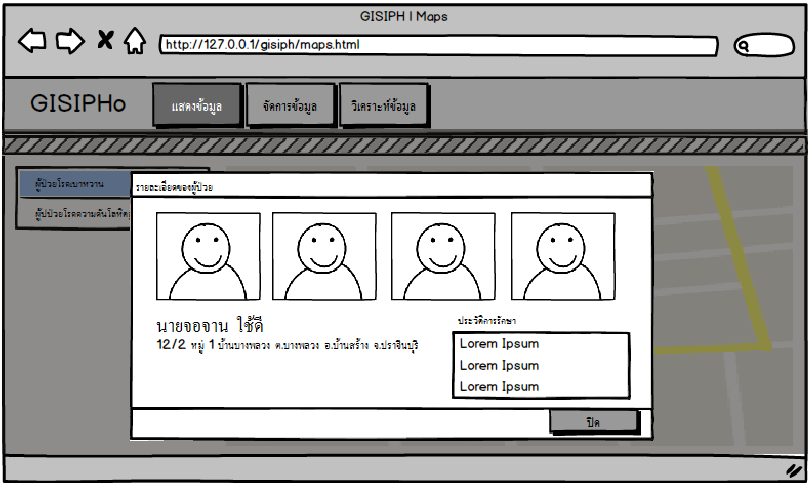 GISIPH | Maps
http://127.0.0.1/gisiph/maps.html
GISIPHo
แสดงข้อมูล
จัดการข้อมูล
วิเคราะห์ข้อมูล
ผู้ป่วยโรคเบาหวาน
ผู้ปป่วยโรคความดันโลหิต
รายละเอียดของผู้ป่วย
นายจอจาน ใช้ดี
12/2 หมู่ 1 บ้านบางพลวง ต.บางพลวง อ.บ้านสร้าง จ.ปราจีนบุรี
ประวัติการรักษา
Lorem Ipsum
Lorem Ipsum
Lorem Ipsum
ปิด